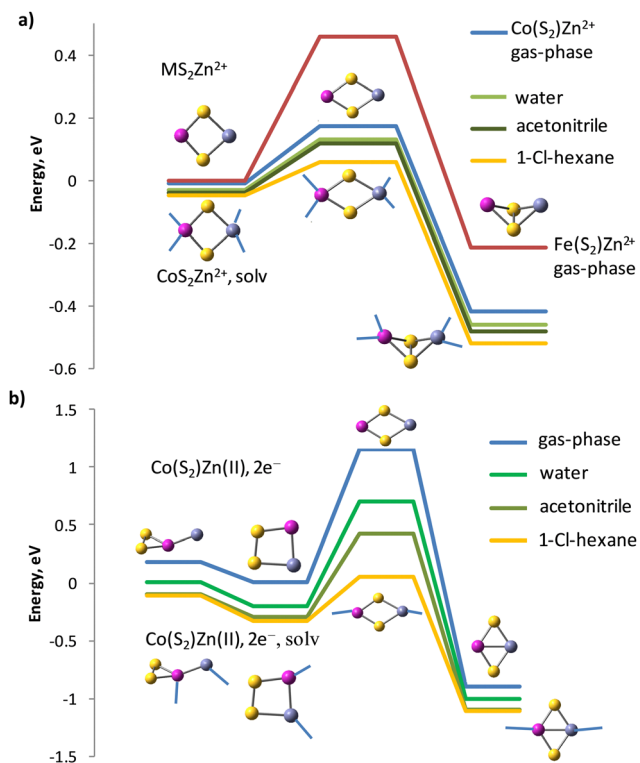 a)
Energy, eV
0.4
0.2
0
-0.2
-0.4
-0.6
MS₂Zn²⁺
CoS₂Zn²⁺, solv
Co(S₂)Zn²⁺
gas-phase
water
acetonitrile
1-Cl-hexane
Fe(S₂)Zn²⁺
gas-phase
b)
Energy, eV
1.5
1
0.5
0
-0.5
-1
-1.5
Co(S₂)Zn(II), 2e⁻
Co(S₂)Zn(II), 2e⁻, solv
gas-phase
water
acetonitrile
1-Cl-hexane